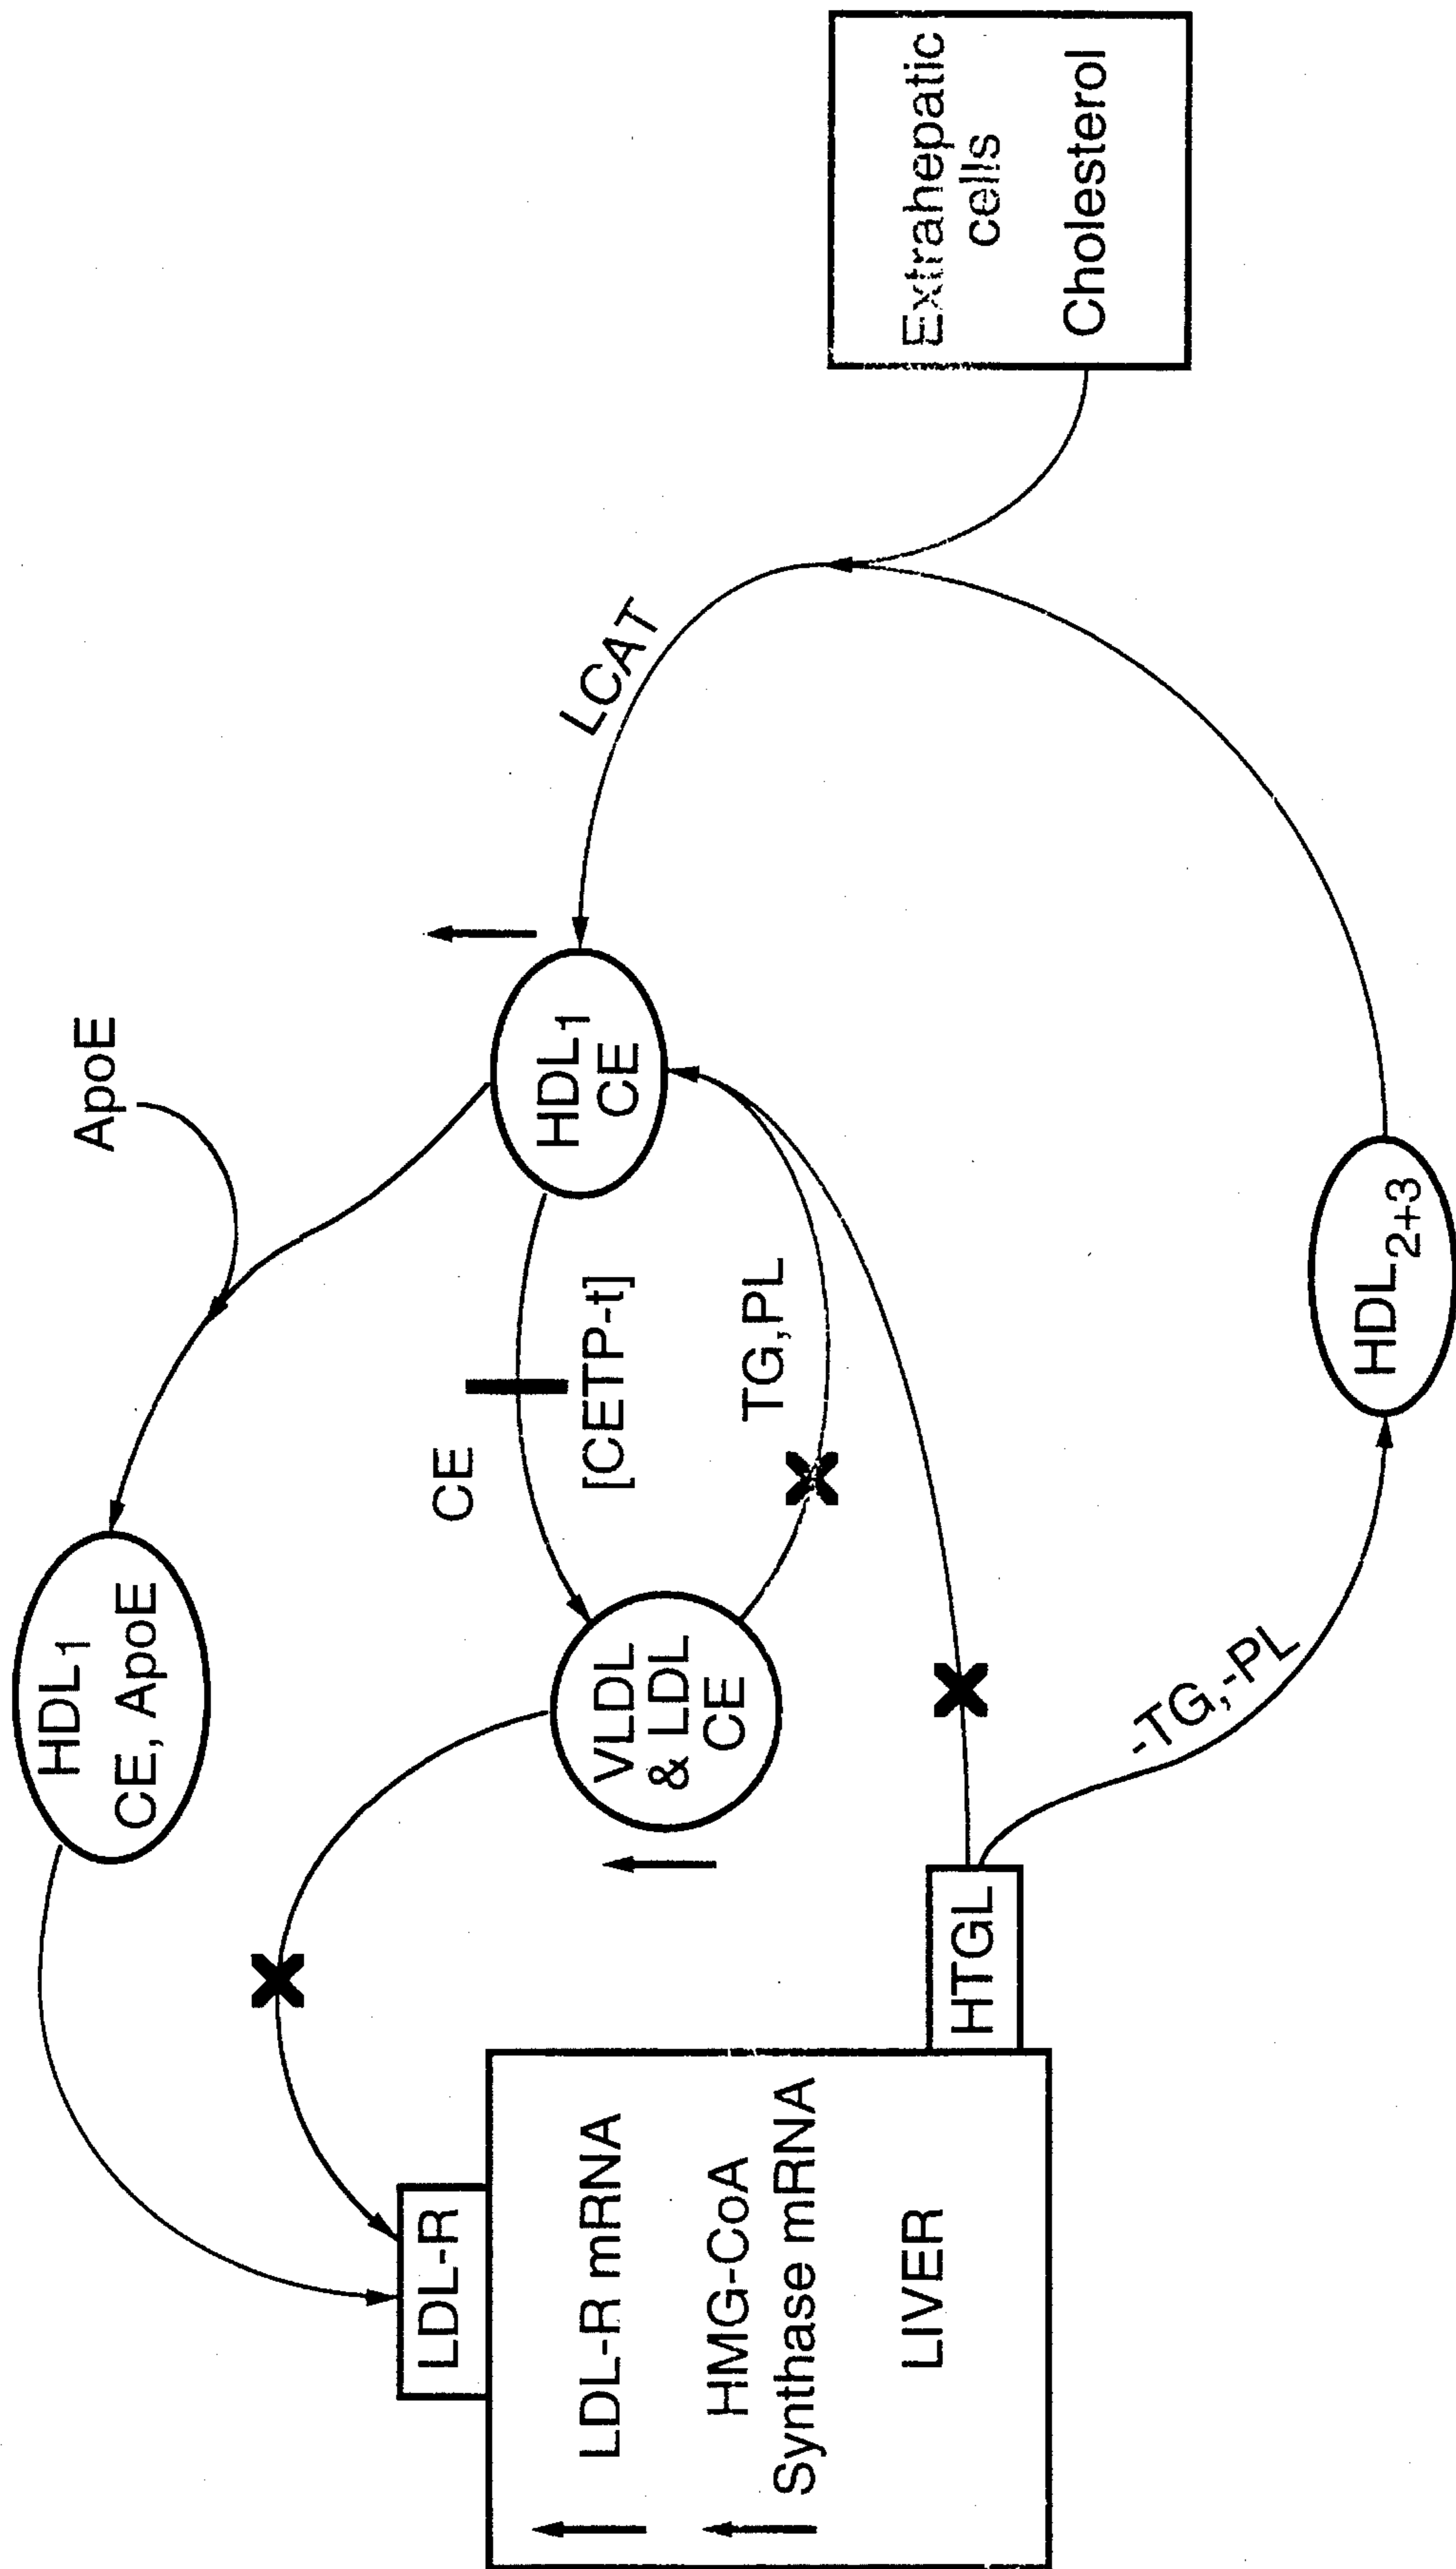 HDL1
CE, ApoE
ApoE
LDL-R
CE
[CETP-t]
VLDL
& LDL
CE
HDL1
CE
LCAT
TG,PL
LDL-R mRNA
HMG-CoA
Synthase mRNA
LIVER
HTGL
-TG,-PL
HDL2+3
Extrahepatic
cells
Cholesterol